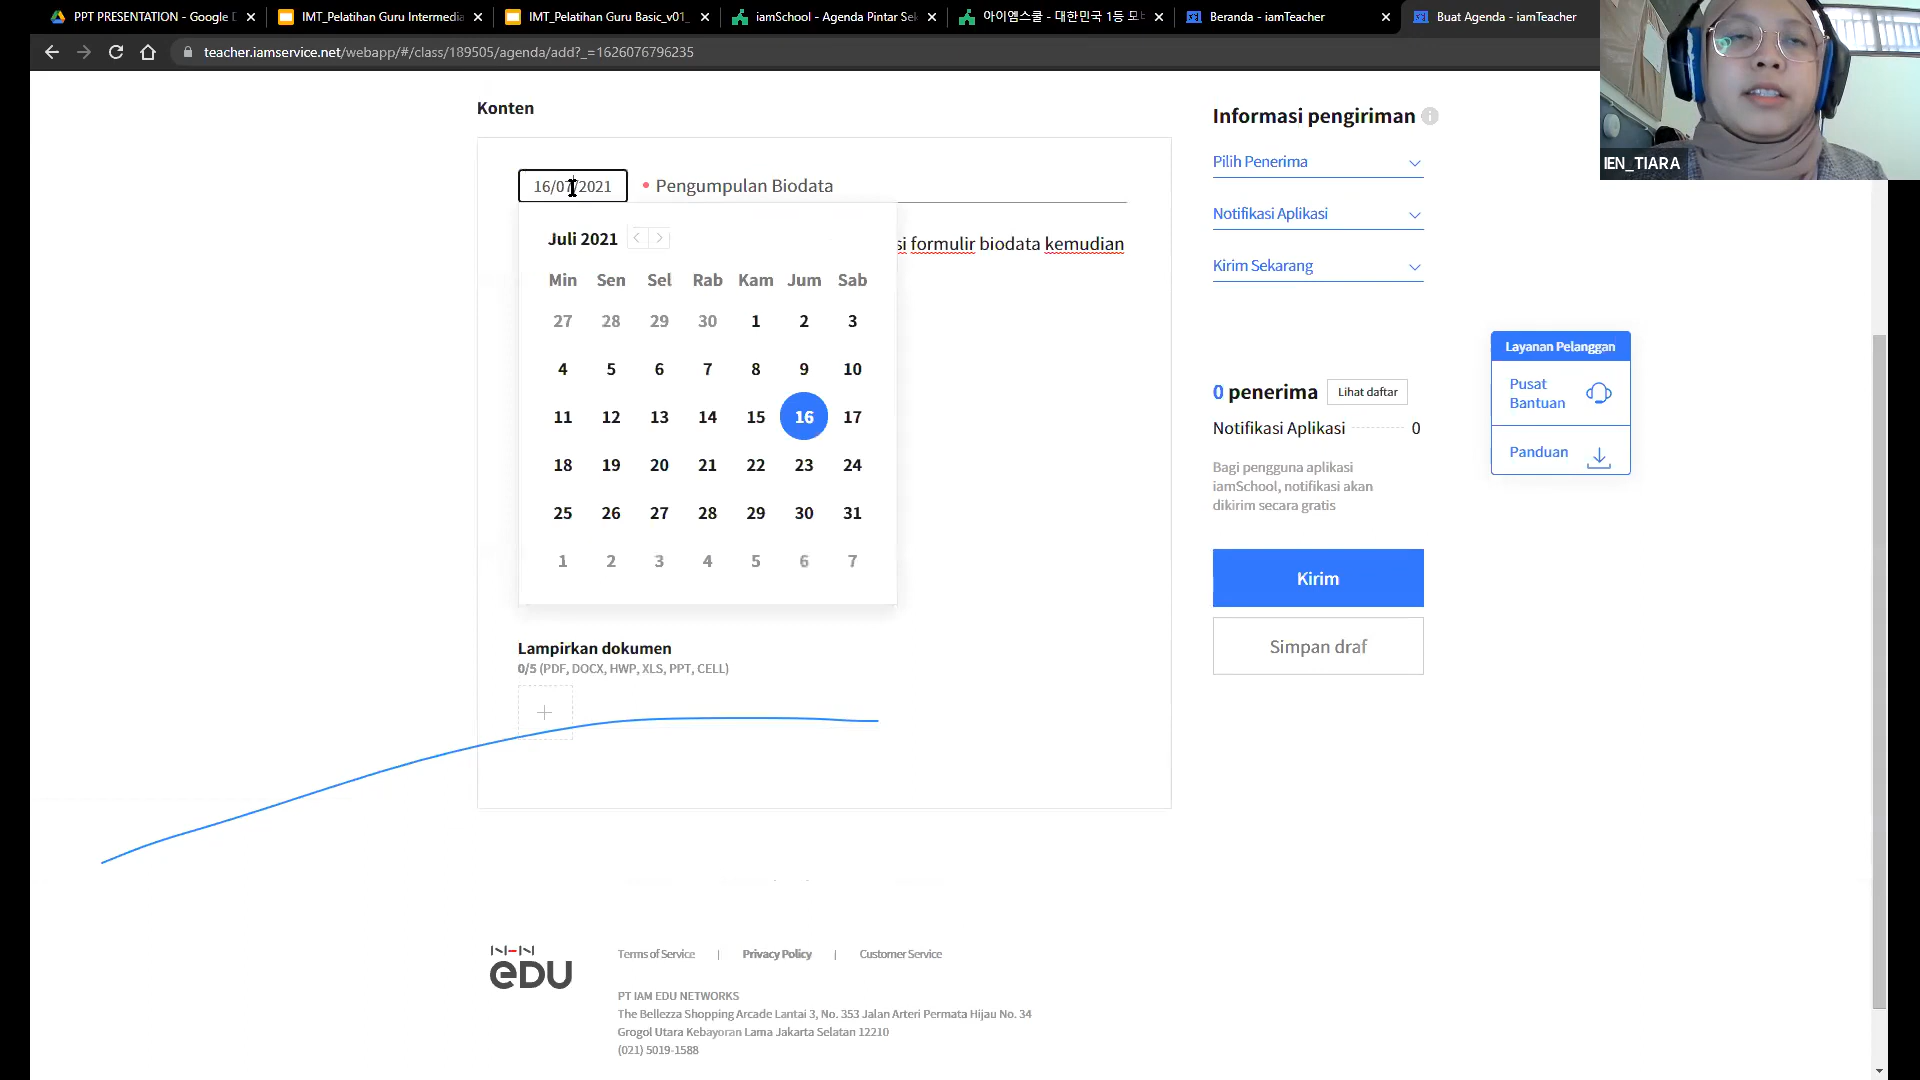 PPT PRESENTATION - Google D
IMT_Pelatihan Guru Intermedia
IMT_Pelatihan Guru Basic_v01_
iamSchool - Agenda Pintar Sek
아이엠스쿨 - 대한민국 1등 모
Beranda - iamTeacher
Buat Agenda - iamTeacher
teacher.iamservice.net/webapp/#/class/189505/agenda/add?_=1626076796235
IEN_TIARA
Konten
16/07/2021
Pengumpulan Biodata
si formulir biodata kemudian
Juli 2021
Min Sen Sel Rab Kam Jum Sab
27 28 29 30 1 2 3
4 5 6 7 8 9 10
11 12 13 14 15 16 17
18 19 20 21 22 23 24
25 26 27 28 29 30 31
1 2 3 4 5 6 7
Lampirkan dokumen
0/5 (PDF, DOCX, HWP, XLS, PPT, CELL)
Informasi pengiriman
Pilih Penerima
Notifikasi Aplikasi
Kirim Sekarang
0 penerima
Lihat daftar
Notifikasi Aplikasi 0
Bagi pengguna aplikasi
iamSchool, notifikasi akan
dikirim secara gratis
Kirim
Simpan draf
Layanan Pelanggan
Pusat
Bantuan
Panduan
NHN
eDU
Terms of Service | Privacy Policy | Customer Service
PT IAM EDU NETWORKS
The Bellezza Shopping Arcade Lantai 3, No. 353 Jalan Arteri Permata Hijau No. 34
Grogol Utara Kebayoran Lama Jakarta Selatan 12210
(021) 5019-1588